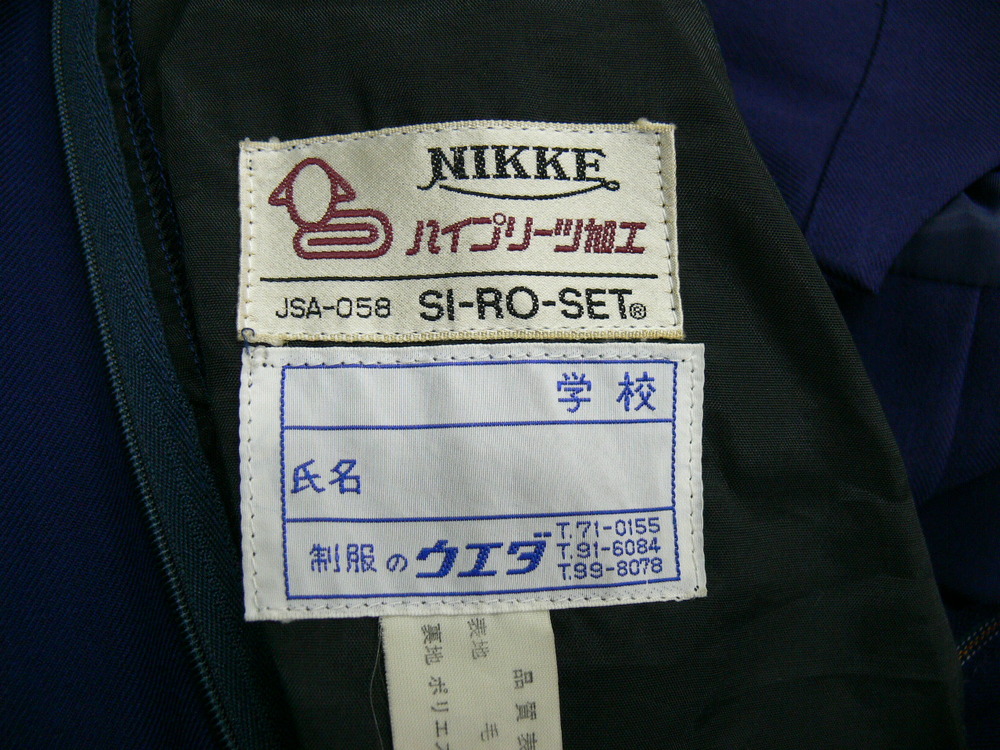 NIKKE
ハイプリーツ加工
JSA-058 SI-RO-SET®
学校
氏名
制服のウエダ
T.71-0155
T.91-6084
T.99-8078
品質表
表地 毛
裏地 ポリエス